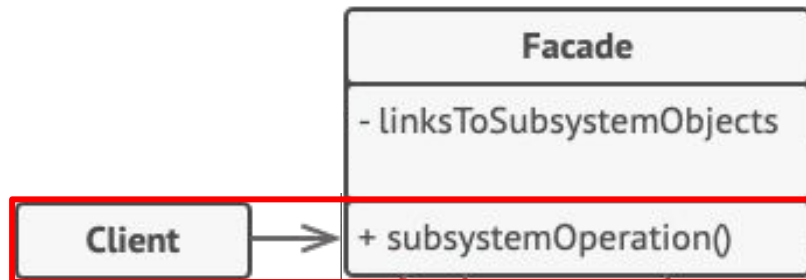 Facade
- linksToSubsystemObjects
Client
+ subsystemOperation()